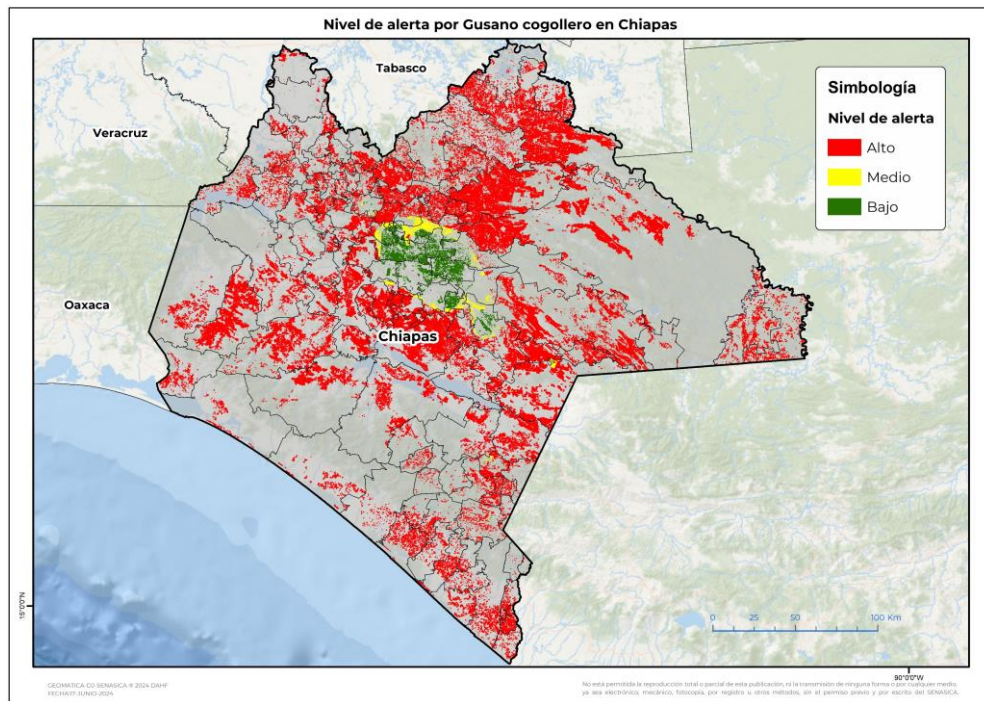 Nivel de alerta por Gusano cogollero en Chiapas
Tabasco
Veracruz
Oaxaca
Chiapas
Simbología
Nivel de alerta
Alto
Medio
Bajo
15°0'0"N
0 25 50 100 Km
90°0'0"W
GEOMATICA-DJ SENASICA ® 2024 DAHF
FECHA:17 JUNIO 2024
No está permitida la reproducción total o parcial de esta publicación, ni la transmisión de ninguna forma o por cualquier medio,
ya sea electrónico, mecánico, fotocopia, por registro u otros métodos, sin el permiso previo y por escrito del SENASICA.